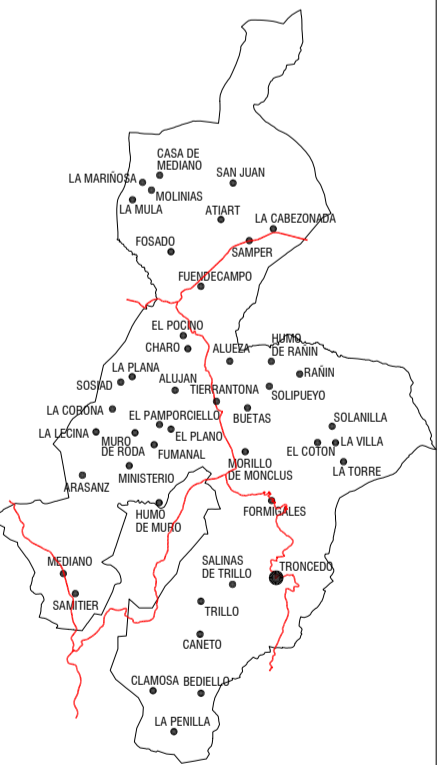 CASA DE
MEDIANO
LA MARIÑOSA
SAN JUAN
MOLINIAS
LA MULA
ATIART
LA CABEZONADA
FOSADO
SAMPER
FUENDECAMPO
EL POCINO
CHARO
ALUEZA
HUMO
DE RAÑIN
LA PLANA
RAÑIN
SOSIAD
ALUJAN
TIERRANTONA
SOLIPUEYO
LA CORONA
EL PAMPORCIELLO
BUETAS
SOLANILLA
LA LECINA
MURO
DE RODA
EL PLANO
FUMANAL
EL COTON
LA VILLA
MORILLO
DE MONCLUS
LA TORRE
MINISTERIO
ARASANZ
HUMO
DE MURO
FORMIGALES
MEDIANO
SALINAS
DE TRILLO
TRONCEDO
SAMITIER
TRILLO
CANETO
CLAMOSA
BEDIELLO
LA PENILLA